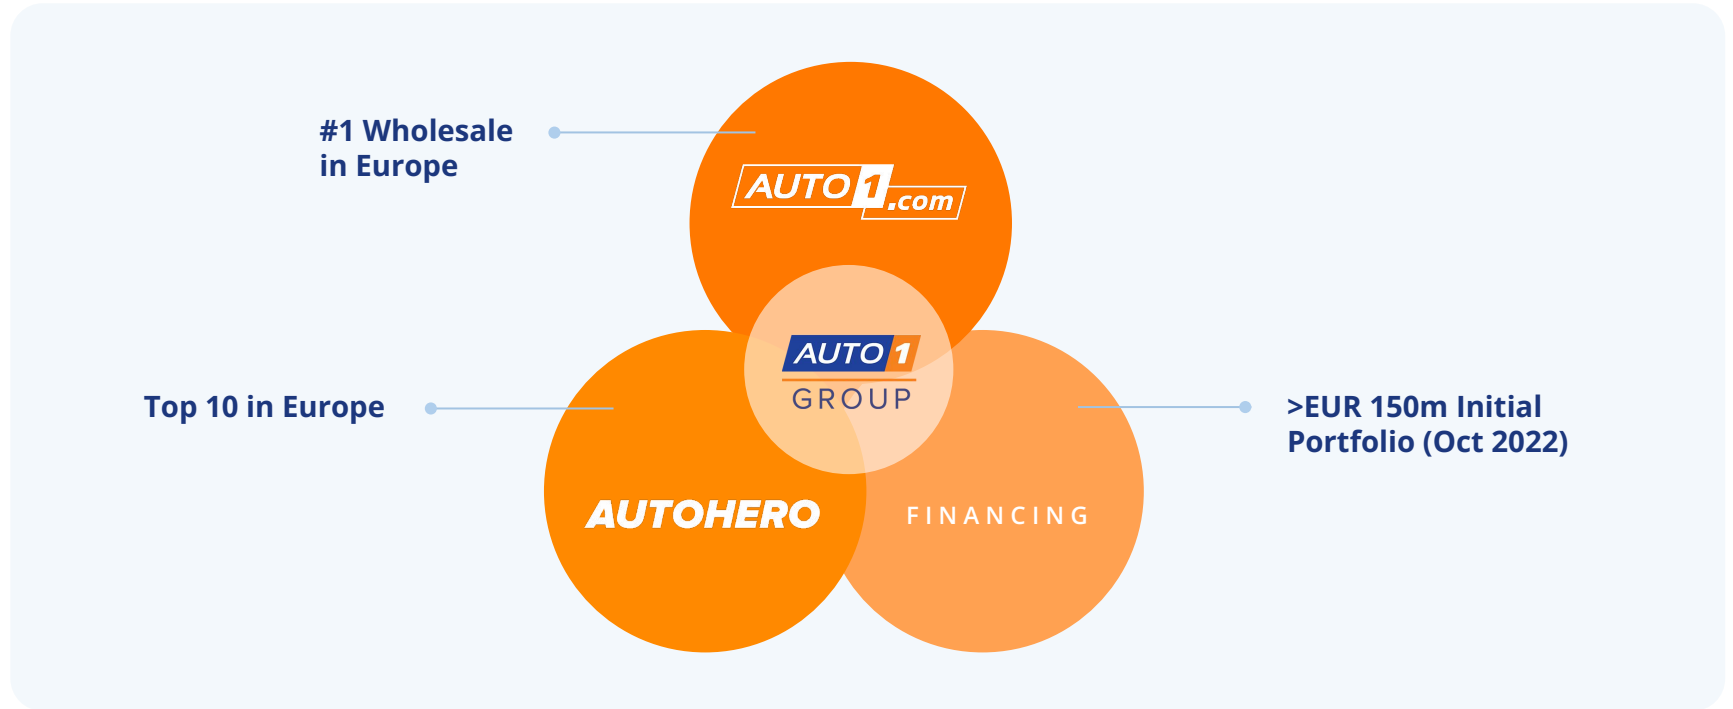 #1 Wholesale
in Europe
AUTO1.com
AUTO1
GROUP
Top 10 in Europe
>EUR 150m Initial
Portfolio (Oct 2022)
AUTOHERO
FINANCING